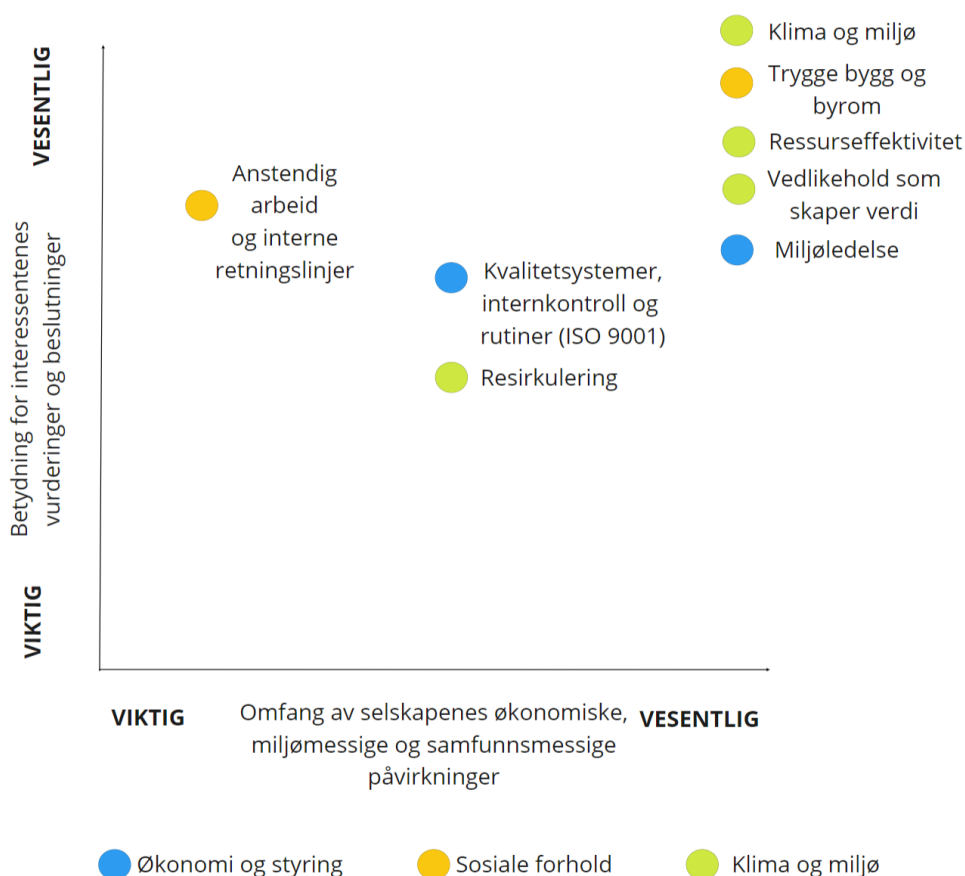 VESENTLIG
Betydning for interessentenes
vurderinger og beslutninger
VIKTIG
Klima og miljø
Trygge bygg og
byrom
Ressurseffektivitet
Vedlikehold som
skaper verdi
Miljøledelse
Anstendig
arbeid
og interne
retningslinjer
Kvalitetsystemer,
internkontroll og
rutiner (ISO 9001)
Resirkulering
VIKTIG
Omfang av selskapenes økonomiske,
miljømessige og samfunnsmessige
påvirkninger
VESENTLIG
Økonomi og styring
Sosiale forhold
Klima og miljø